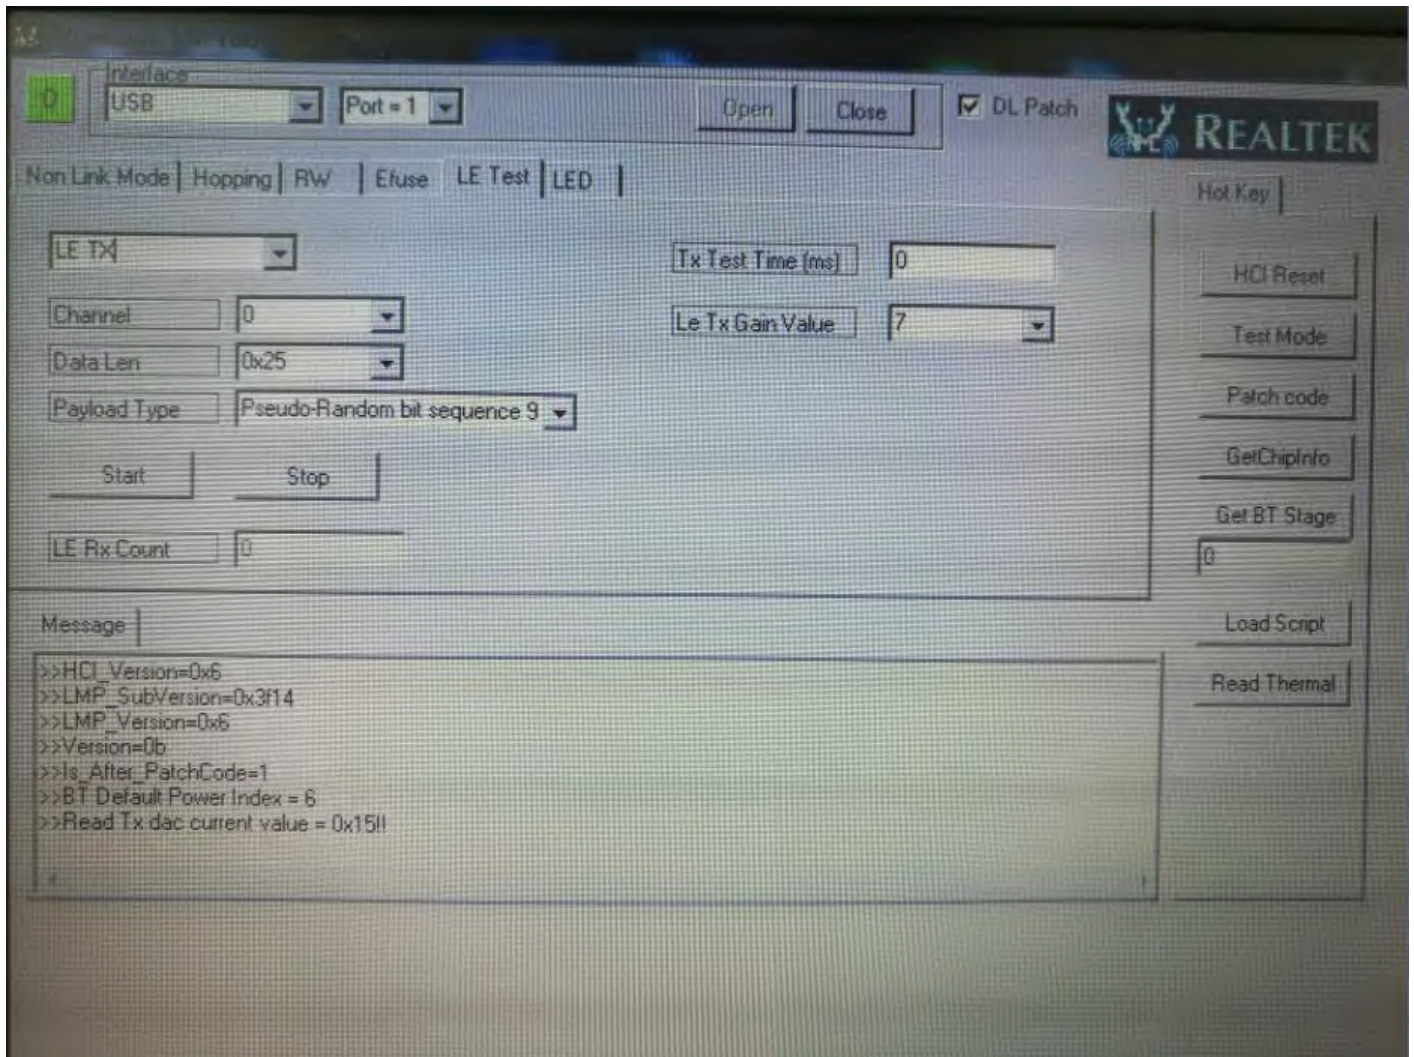 Interface
0
USB
Port = 1
Open
Close
DL Patch
REALTEK
Non Link Mode
Hopping
RW
Efuse
LE Test
LED
Hot Key
LE TX
Tx Test Time (ms)
0
HCI Reset
Channel
0
Le Tx Gain Value
7
Test Mode
Data Len
0x25
Payload Type
Pseudo-Random bit sequence 9
Patch code
Start
Stop
GetChipInfo
Get BT Stage
LE Rx Count
0
0
Message
Load Script
Read Thermal
>>HCI_Version=0x6
>>LMP_SubVersion=0x3f14
>>LMP_Version=0x6
>>Version=0b
>>Is_After_PatchCode=1
>>BT Default Power Index = 6
>>Read Tx dac current value = 0x15!!